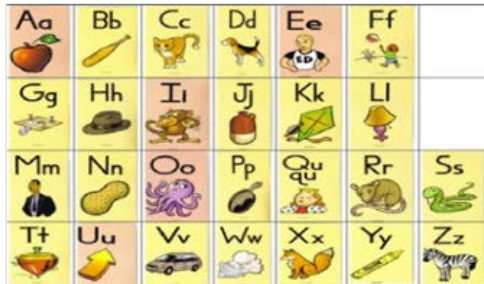 Aa Bb Cc Dd Ee Ff
ED
Gg Hh Ii Jj Kk Ll
Mm Nn Oo Pp Qu qu Rr Ss
Tt Uu Vv Ww Xx Yy Zz